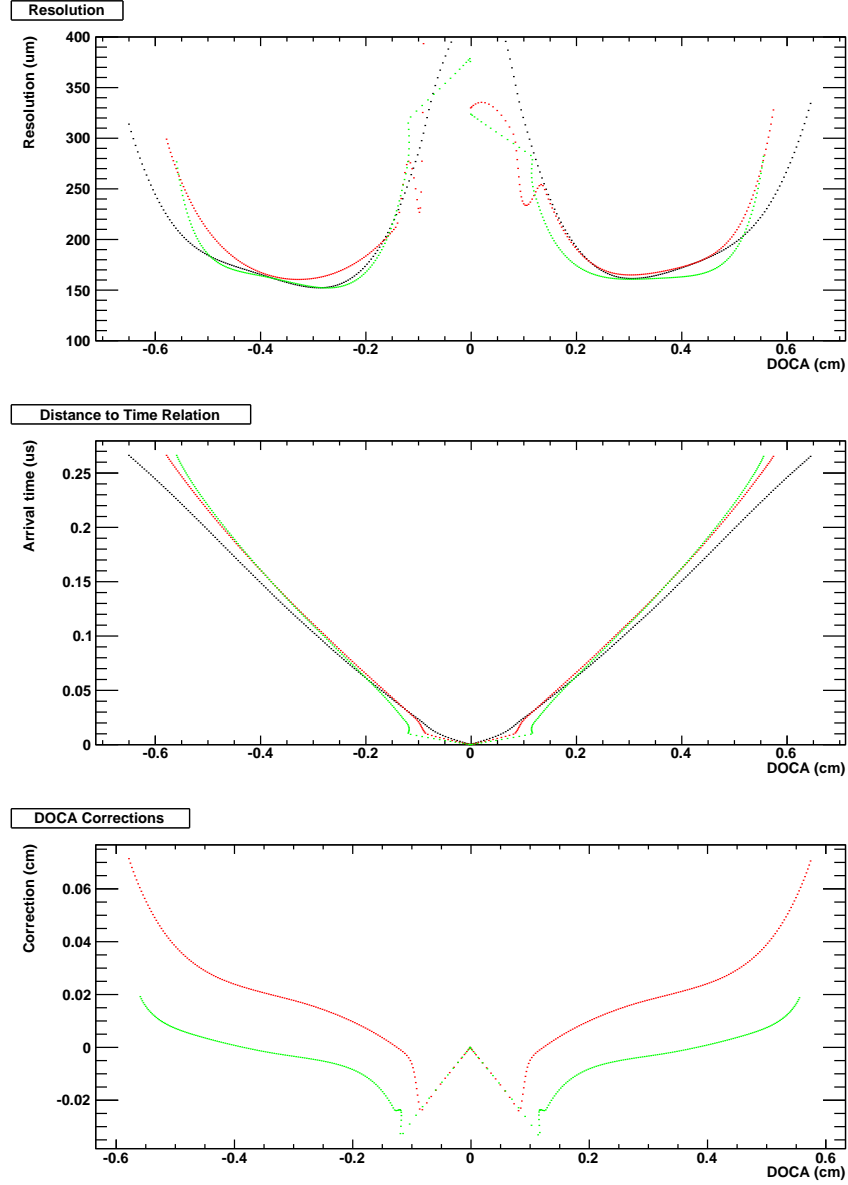 Resolution
Resolution (um)
400
350
300
250
200
150
100
-0.6 -0.4 -0.2 0 0.2 0.4 0.6
DOCA (cm)
Distance to Time Relation
Arrival time (us)
0.25
0.2
0.15
0.1
0.05
0
-0.6 -0.4 -0.2 0 0.2 0.4 0.6
DOCA (cm)
DOCA Corrections
Correction (cm)
0.06
0.04
0.02
0
-0.02
-0.6 -0.4 -0.2 0 0.2 0.4 0.6
DOCA (cm)